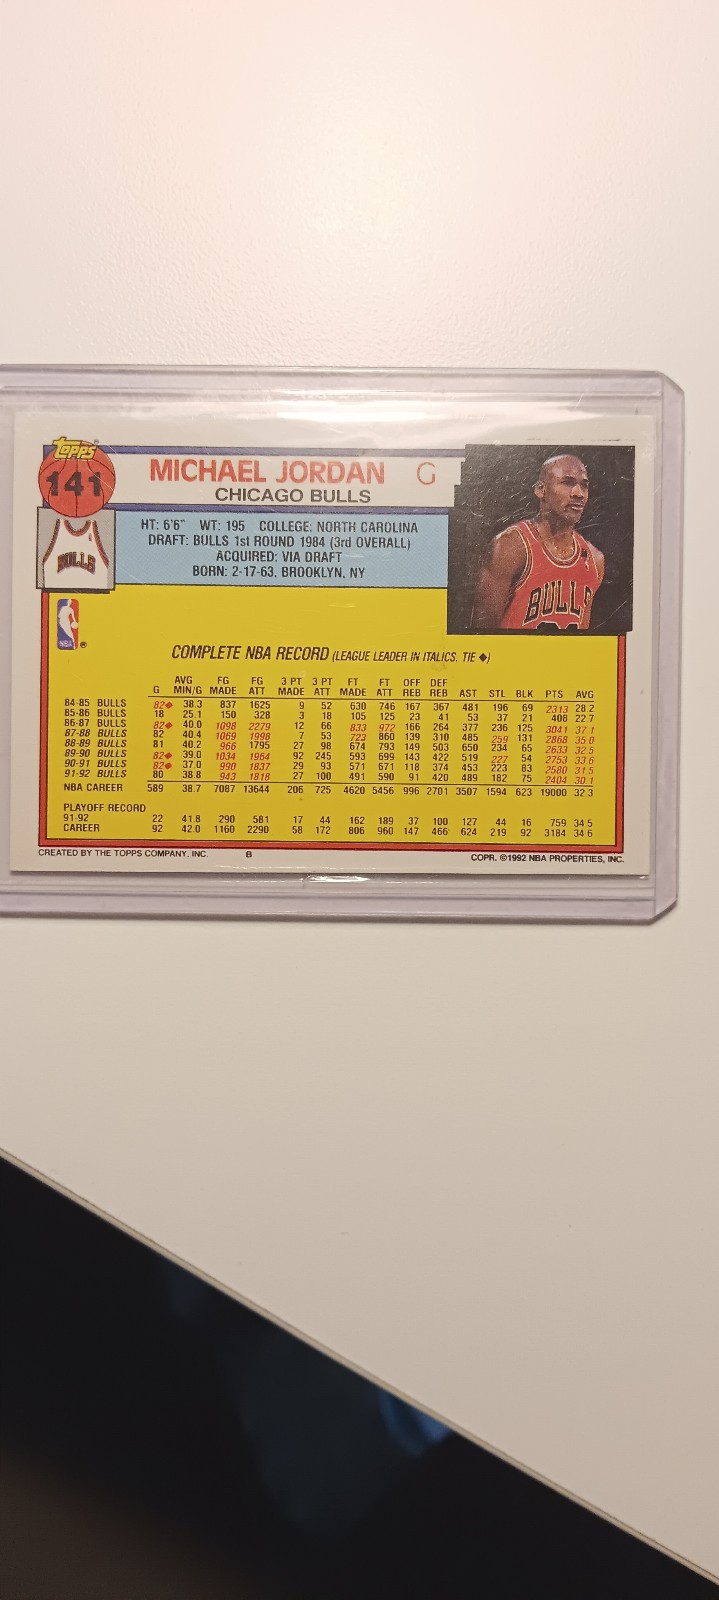 Topps
141
MICHAEL JORDAN G
CHICAGO BULLS
HT: 6'6" WT: 195 COLLEGE: NORTH CAROLINA
DRAFT: BULLS 1st ROUND 1984 (3rd OVERALL)
ACQUIRED: VIA DRAFT
BORN: 2-17-63, BROOKLYN, NY
BULLS
BULLS
NBA ®
COMPLETE NBA RECORD (LEAGUE LEADER IN ITALICS. TIE ◆)
AVG FG FG 3 PT 3 PT FT FT OFF DEF
G MIN/G MADE ATT MADE ATT MADE ATT REB REB AST STL BLK PTS AVG
84-85 BULLS 82◆ 38.3 837 1625 9 52 630 746 167 367 481 196 69 2313 28.2
85-86 BULLS 18 25.1 150 328 3 18 105 125 23 41 53 37 21 408 22.7
86-87 BULLS 82◆ 40.0 1098 2279 12 66 833 972 166 264 377 236 125 3041 37.1
87-88 BULLS 82 40.4 1069 1998 7 53 723 860 139 310 485 259 131 2868 35.0
88-89 BULLS 81 40.2 966 1795 27 98 674 793 149 503 650 234 65 2633 32.5
89-90 BULLS 82◆ 39.0 1034 1964 92 245 593 699 143 422 519 227 54 2753 33.6
90-91 BULLS 82◆ 37.0 990 1837 29 93 571 671 118 374 453 223 83 2580 31.5
91-92 BULLS 80 38.8 943 1818 27 100 491 590 91 420 489 182 75 2404 30.1
NBA CAREER 589 38.7 7087 13644 206 725 4620 5456 996 2701 3507 1594 623 19000 32.3
PLAYOFF RECORD
91-92 22 41.8 290 581 17 44 162 189 37 100 127 44 16 759 34.5
CAREER 92 42.0 1160 2290 58 172 806 960 147 466 624 219 92 3184 34.6
CREATED BY THE TOPPS COMPANY, INC. B COPR. ©1992 NBA PROPERTIES, INC.